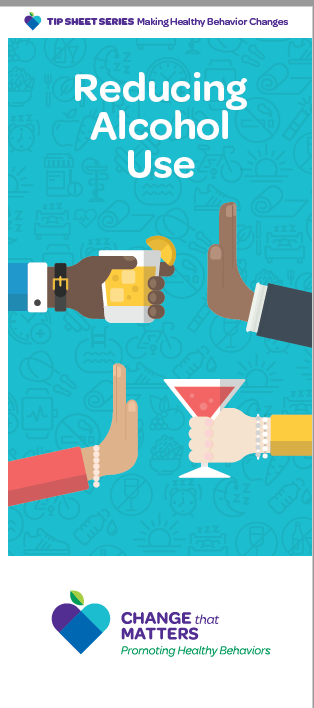 TIP SHEET SERIES Making Healthy Behavior Changes
Reducing
Alcohol
Use
CHANGE that
MATTERS
Promoting Healthy Behaviors